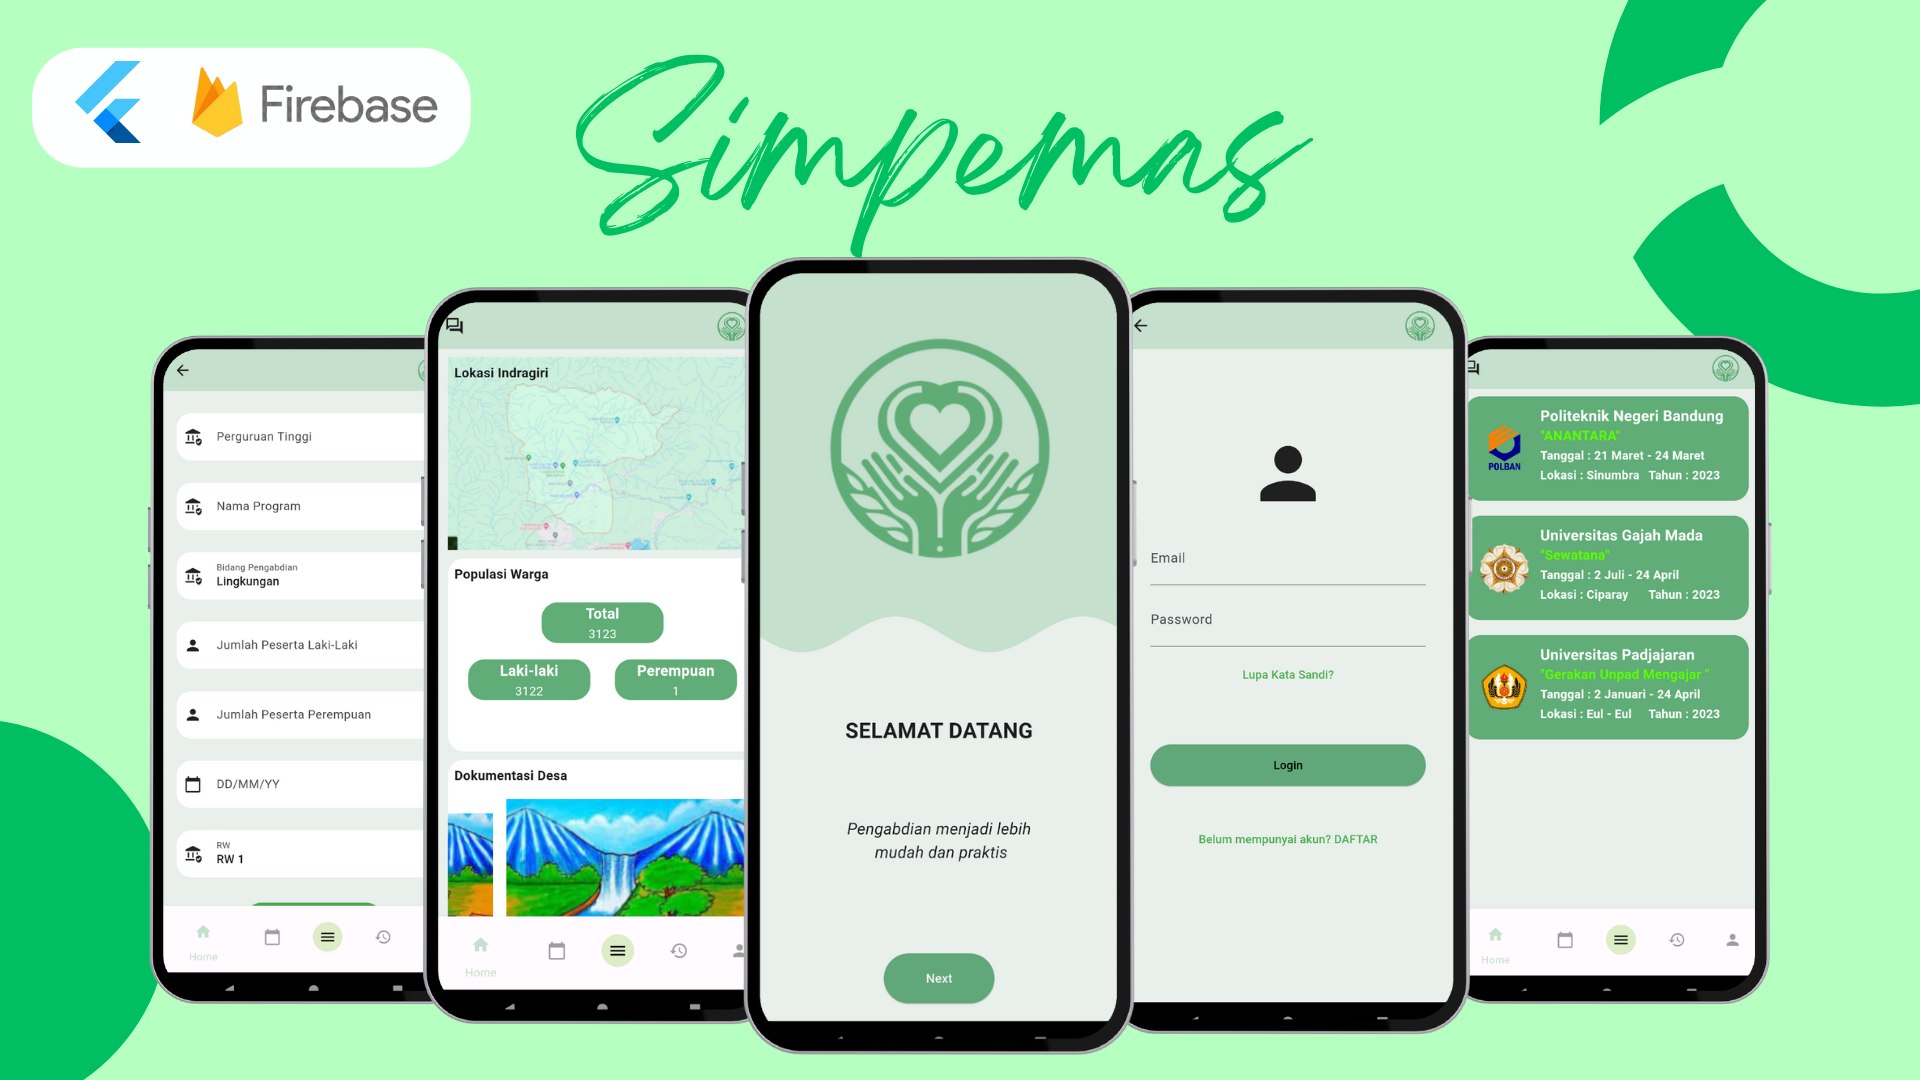 Firebase
Simpemas
Perguruan Tinggi
Nama Program
Bidang Pengabdian
Lingkungan
Jumlah Peserta Laki-Laki
Jumlah Peserta Perempuan
DD/MM/YY
RW
RW 1
Home
Lokasi Indragiri
Populasi Warga
Total
3123
Laki-laki
3122
Perempuan
1
Dokumentasi Desa
Home
SELAMAT DATANG
Pengabdian menjadi lebih
mudah dan praktis
Next
Email
Password
Lupa Kata Sandi?
Login
Belum mempunyai akun? DAFTAR
Politeknik Negeri Bandung
"ANANTARA"
Tanggal : 21 Maret - 24 Maret
Lokasi : Sinumbra Tahun : 2023
POLBAN
Universitas Gajah Mada
"Sewatana"
Tanggal : 2 Juli - 24 April
Lokasi : Ciparay Tahun : 2023
Universitas Padjajaran
"Gerakan Unpad Mengajar "
Tanggal : 2 Januari - 24 April
Lokasi : Eul - Eul Tahun : 2023
Home